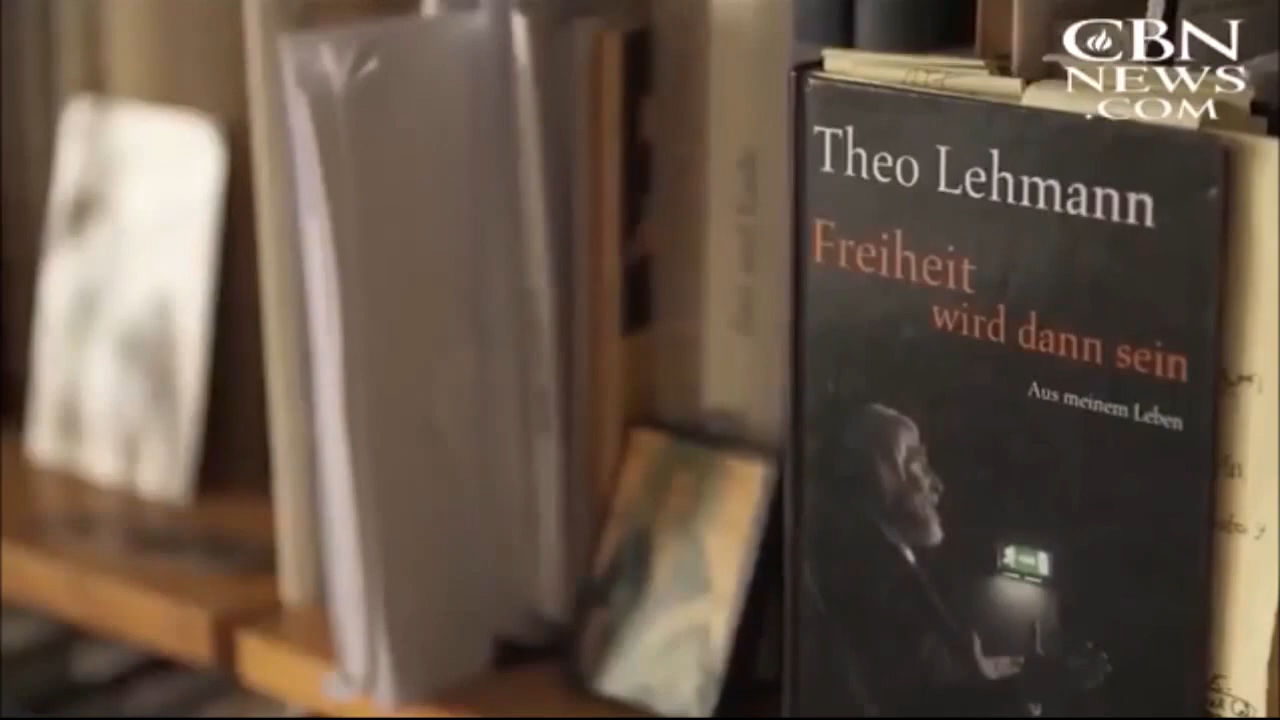 CBN
NEWS
.COM
Theo Lehmann
Freiheit
wird dann sein
Aus meinem Leben